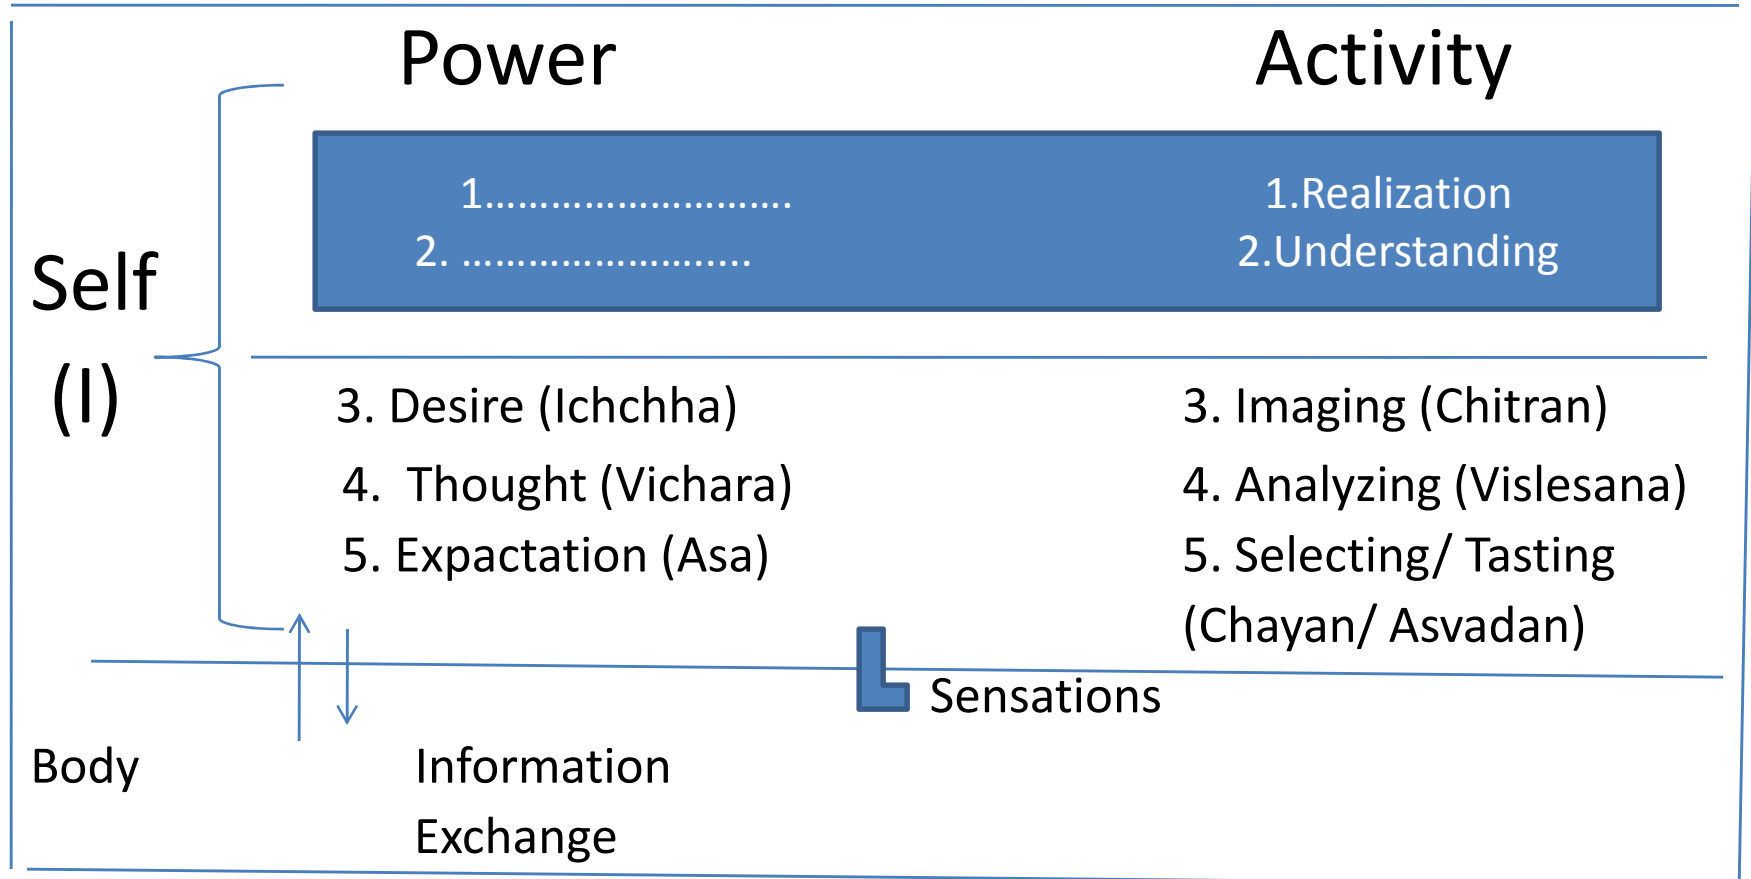 Power Activity
1………………………. 1.Realization
2. …………………..... 2.Understanding
Self
(I)
3. Desire (Ichchha) 3. Imaging (Chitran)
4. Thought (Vichara) 4. Analyzing (Vislesana)
5. Expactation (Asa) 5. Selecting/ Tasting
(Chayan/ Asvadan)
Sensations
Body Information
Exchange